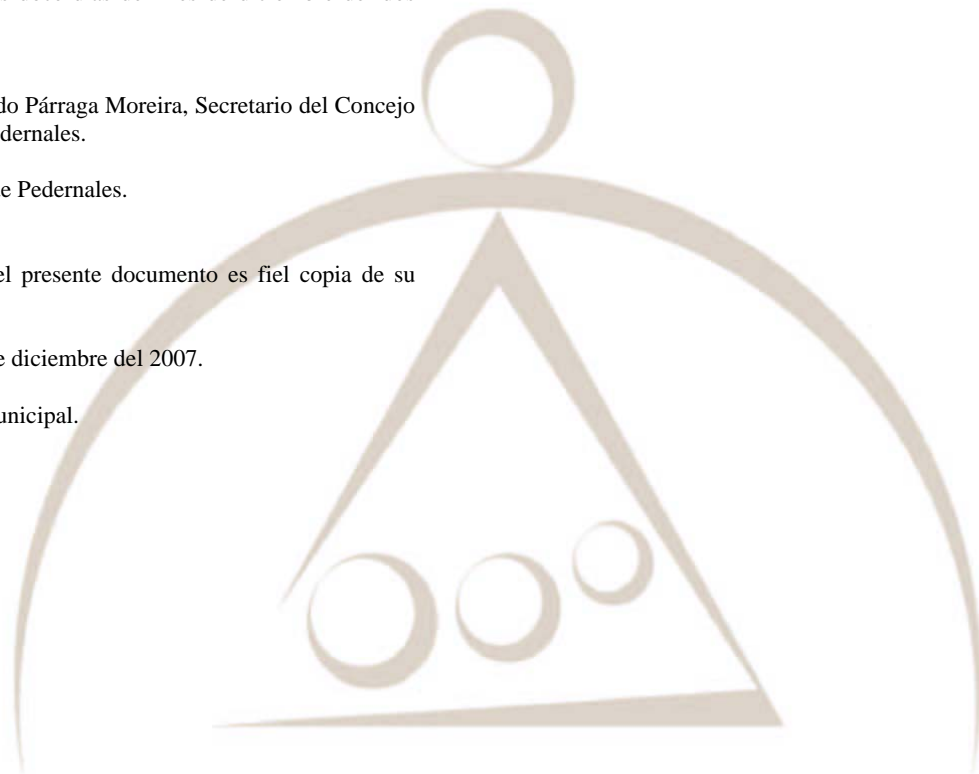 do Párraga Moreira, Secretario del Concejo
dernales.
e Pedernales.
el presente documento es fiel copia de su
e diciembre del 2007.
unicipal.